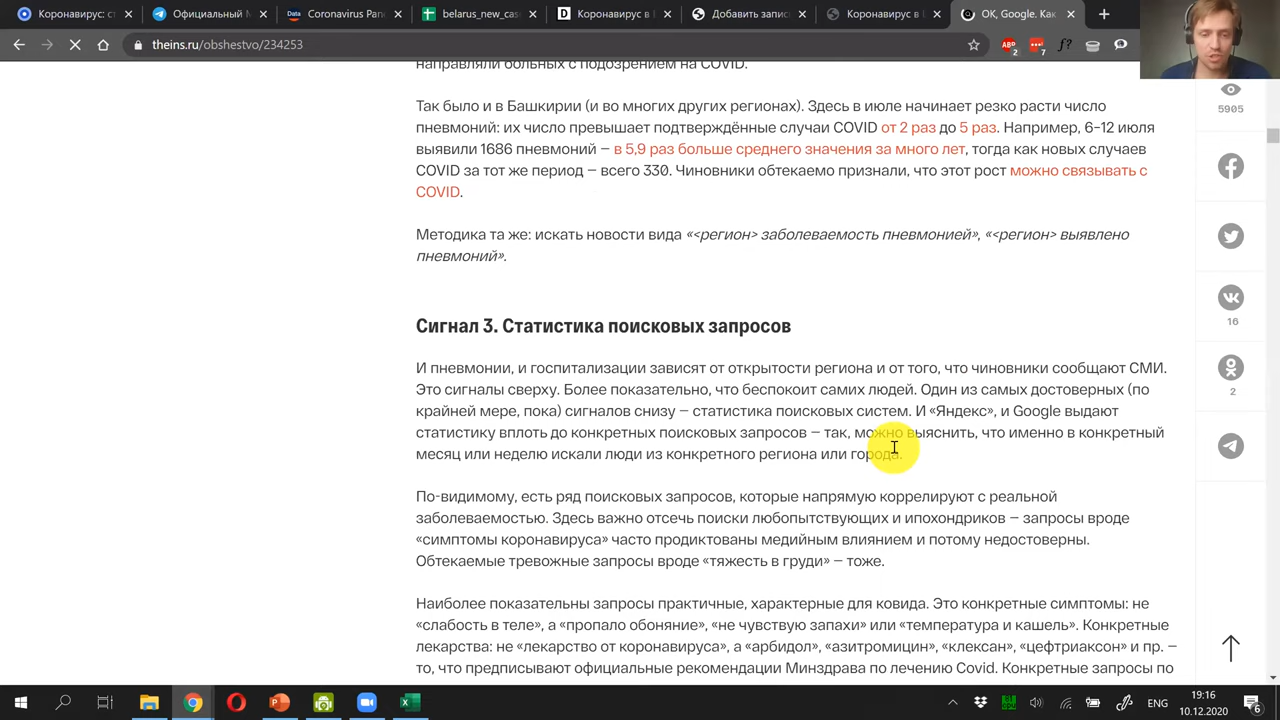 Коронавирус: ст
Официальный
Coronavirus Pan
belarus_new_case
Коронавирус в
Добавить запис
Коронавирус в
OK, Google. Как
theins.ru/obshestvo/234253
2
7
f?
направляли больных с подозрением на COVID.
Так было и в Башкирии (и во многих других регионах). Здесь в июле начинает резко расти число
пневмоний: их число превышает подтверждённые случаи COVID от 2 раз до 5 раз. Например, 6–12 июля
выявили 1686 пневмоний – в 5,9 раз больше среднего значения за много лет, тогда как новых случаев
COVID за тот же период – всего 330. Чиновники обтекаемо признали, что этот рост можно связывать с
COVID.
Методика та же: искать новости вида «<регион> заболеваемость пневмонией», «<регион> выявлено
пневмоний».
Сигнал 3. Статистика поисковых запросов
И пневмонии, и госпитализации зависят от открытости региона и от того, что чиновники сообщают СМИ.
Это сигналы сверху. Более показательно, что беспокоит самих людей. Один из самых достоверных (по
крайней мере, пока) сигналов снизу – статистика поисковых систем. И «Яндекс», и Google выдают
статистику вплоть до конкретных поисковых запросов – так, можно выяснить, что именно в конкретный
месяц или неделю искали люди из конкретного региона или города.
По-видимому, есть ряд поисковых запросов, которые напрямую коррелируют с реальной
заболеваемостью. Здесь важно отсечь поиски любопытствующих и ипохондриков – запросы вроде
«симптомы коронавируса» часто продиктованы медийным влиянием и потому недостоверны.
Обтекаемые тревожные запросы вроде «тяжесть в груди» – тоже.
Наиболее показательны запросы практичные, характерные для ковида. Это конкретные симптомы: не
«слабость в теле», а «пропало обоняние», «не чувствую запахи» или «температура и кашель». Конкретные
лекарства: не «лекарство от коронавируса», а «арбидол», «азитромицин», «клексан», «цефтриаксон» и пр. –
то, что предписывают официальные рекомендации Минздрава по лечению Covid. Конкретные запросы по
5905
16
2
ENG
19:16
10.12.2020
6